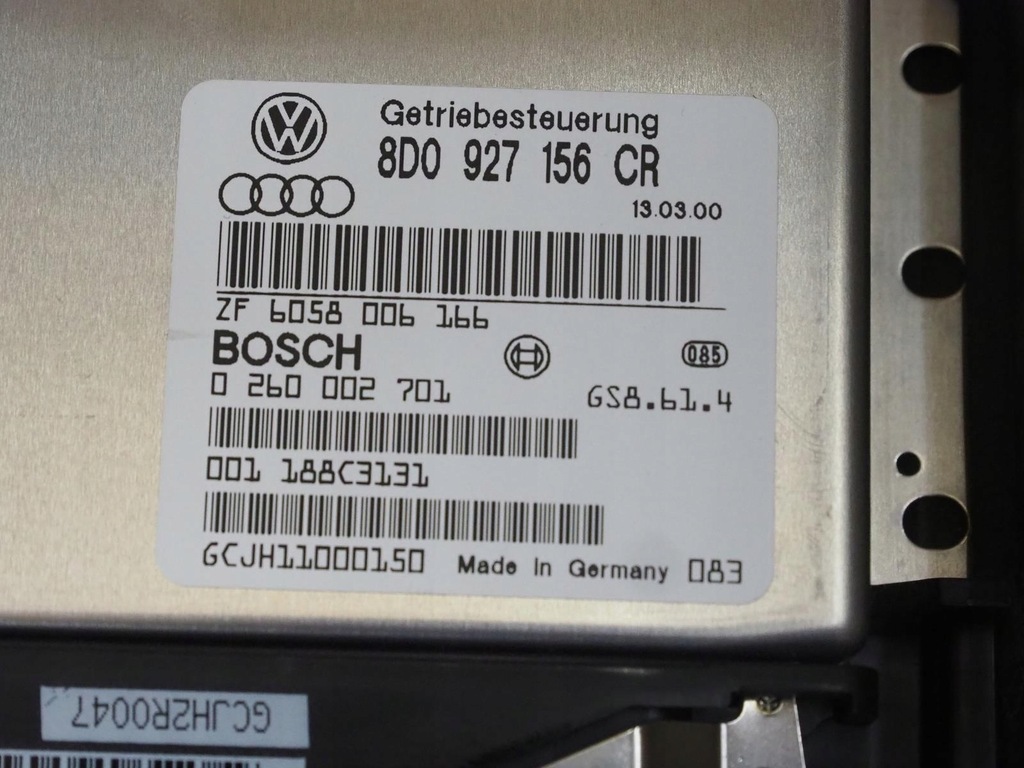 Getriebesteuerung
8D0 927 156 CR
13.03.00
ZF 6058 006 166
BOSCH
085
0 260 002 701
GS8.61.4
001 188C3131
GCJH11000150 Made in Germany 083
GCJH2R0047